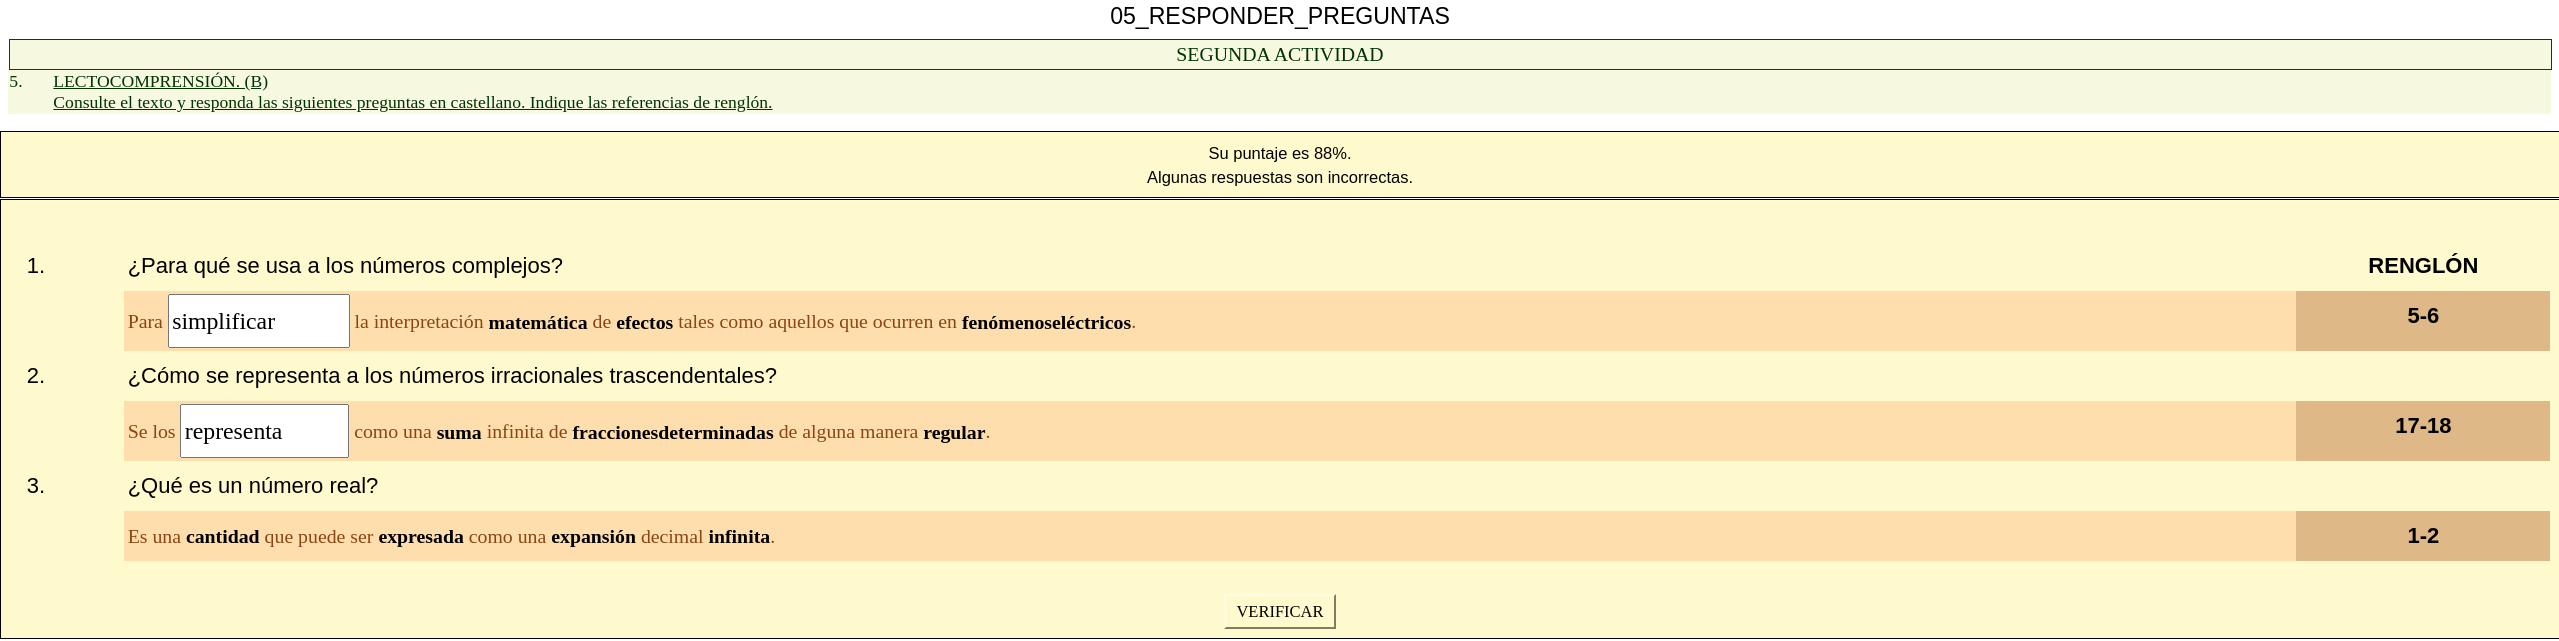 05_RESPONDER_PREGUNTAS
SEGUNDA ACTIVIDAD
5. LECTOCOMPRENSIÓN. (B)
Consulte el texto y responda las siguientes preguntas en castellano. Indique las referencias de renglón.
Su puntaje es 88%.
Algunas respuestas son incorrectas.
1. ¿Para qué se usa a los números complejos? RENGLÓN
Para simplificar la interpretación matemática de efectos tales como aquellos que ocurren en fenómenoseléctricos. 5-6
2. ¿Cómo se representa a los números irracionales trascendentales?
Se los representa como una suma infinita de fraccionesdeterminadas de alguna manera regular. 17-18
3. ¿Qué es un número real?
Es una cantidad que puede ser expresada como una expansión decimal infinita. 1-2
VERIFICAR